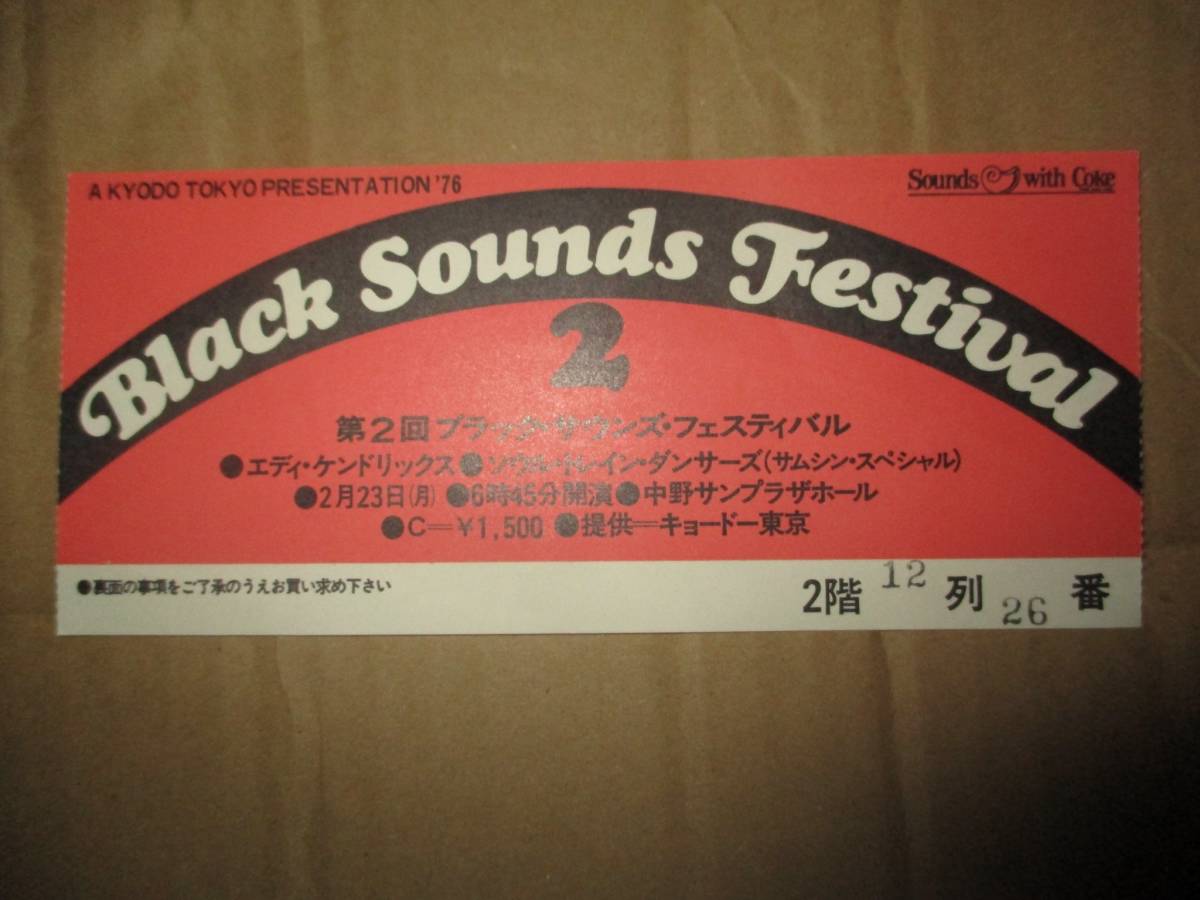 A KYODO TOKYO PRESENTATION '76
Sounds with Coke
Black Sounds Festival
2
第2回ブラック・サウンズ・フェスティバル
●エディ・ケンドリックス●ソウル・トレイン・ダンサーズ(サムシン・スペシャル)
●2月23日(月)●6時45分開演●中野サンプラザホール
●C=¥1,500 ●提供=キョードー東京
●裏面の事項をご了承のうえお買い求め下さい
2階 12 列 26 番